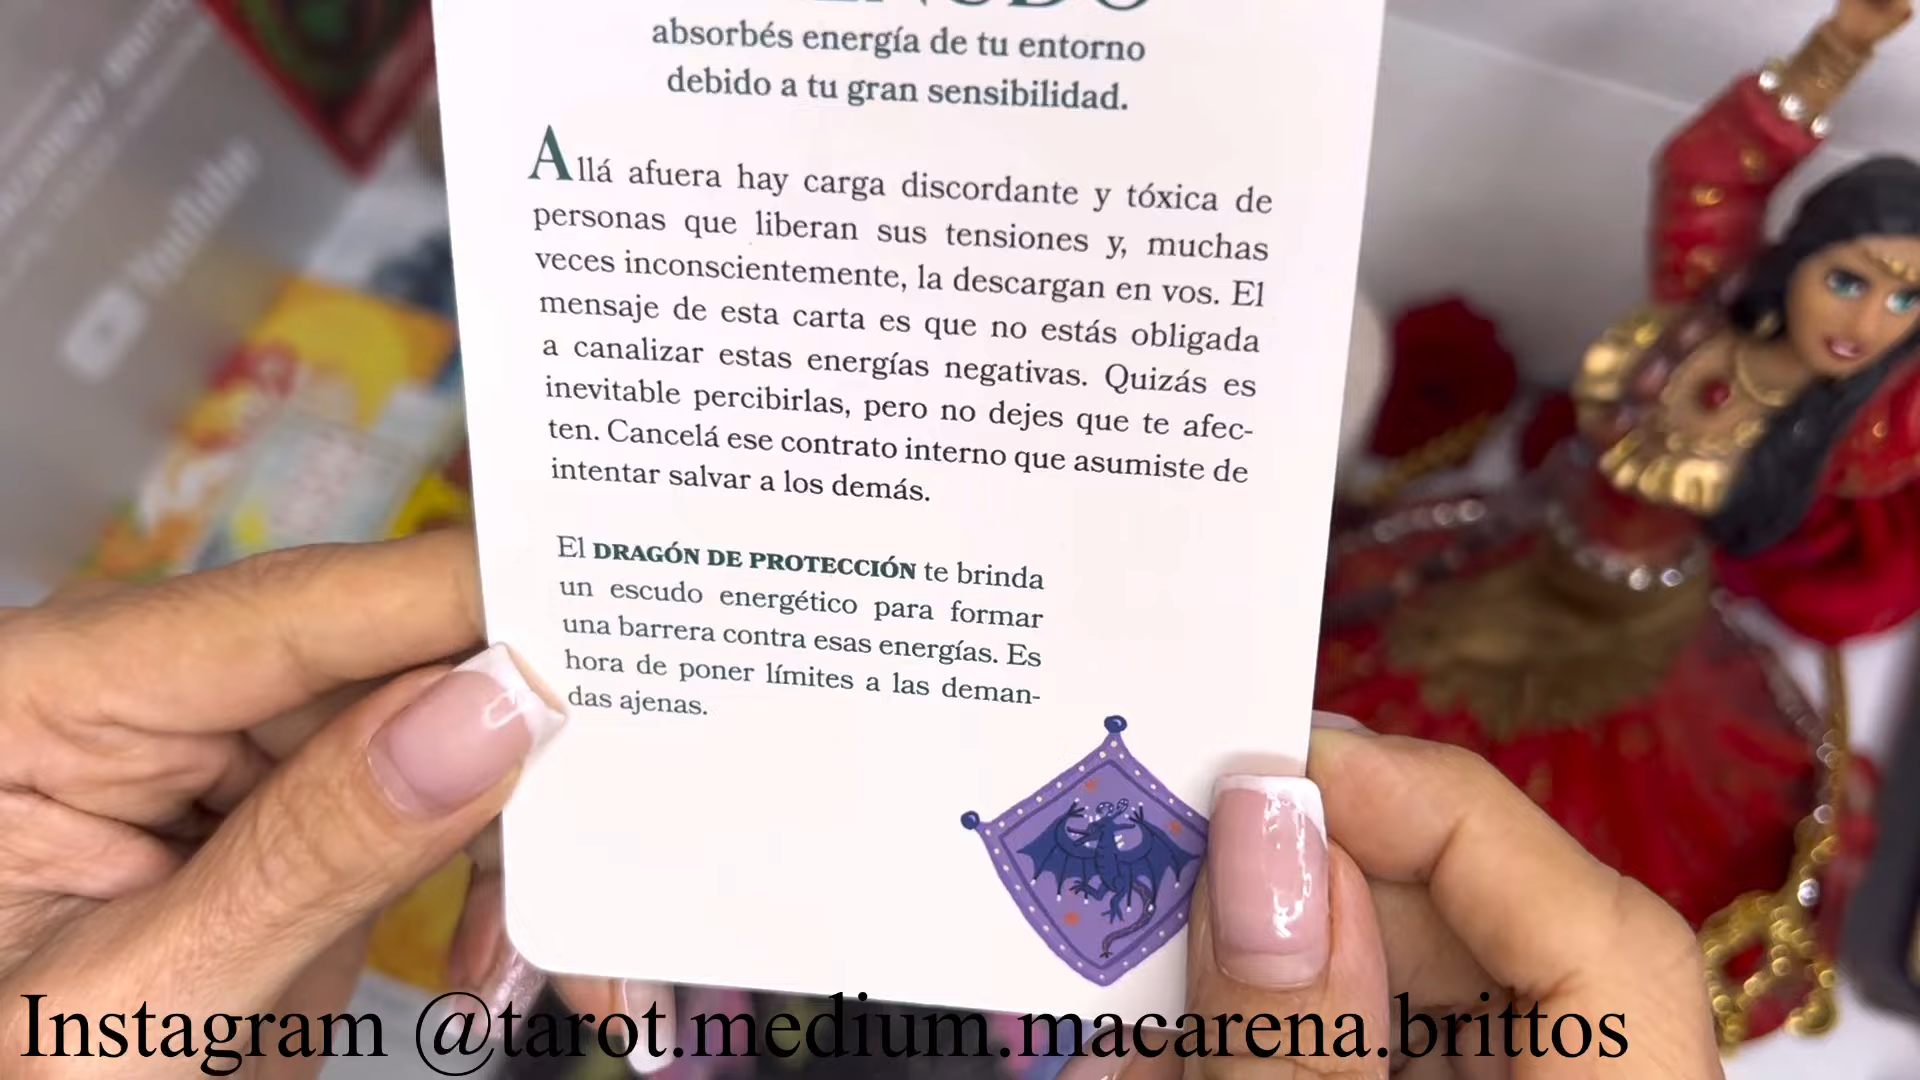 absorbés energía de tu entorno
debido a tu gran sensibilidad.
Allá afuera hay carga discordante y tóxica de
personas que liberan sus tensiones y, muchas
veces inconscientemente, la descargan en vos. El
mensaje de esta carta es que no estás obligada
a canalizar estas energías negativas. Quizás es
inevitable percibirlas, pero no dejes que te afec-
ten. Cancelá ese contrato interno que asumiste de
intentar salvar a los demás.
El DRAGÓN DE PROTECCIÓN te brinda
un escudo energético para formar
una barrera contra esas energías. Es
hora de poner límites a las deman-
das ajenas.
YouTube
Instagram @tarot.medium.macarena.brittos